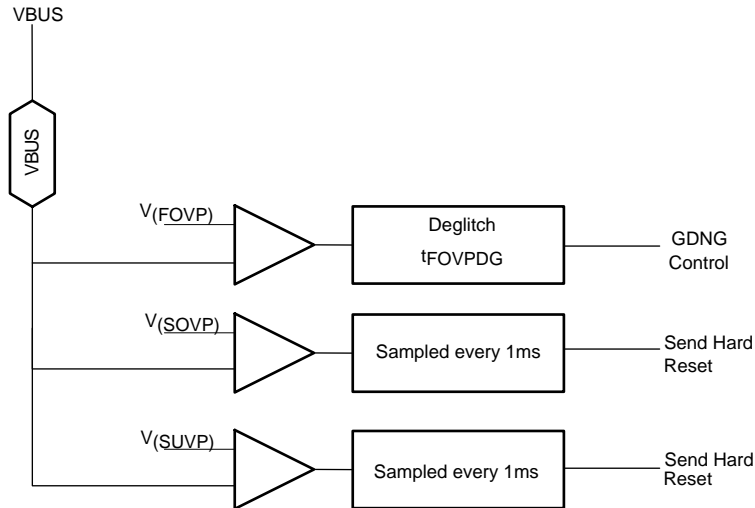 VBUS
VBUS
V(FOVP)
Deglitch
tFOVPDG
GDNG
Control
V(SOVP)
Sampled every 1ms
Send Hard
Reset
V(SUVP)
Sampled every 1ms
Send Hard
Reset